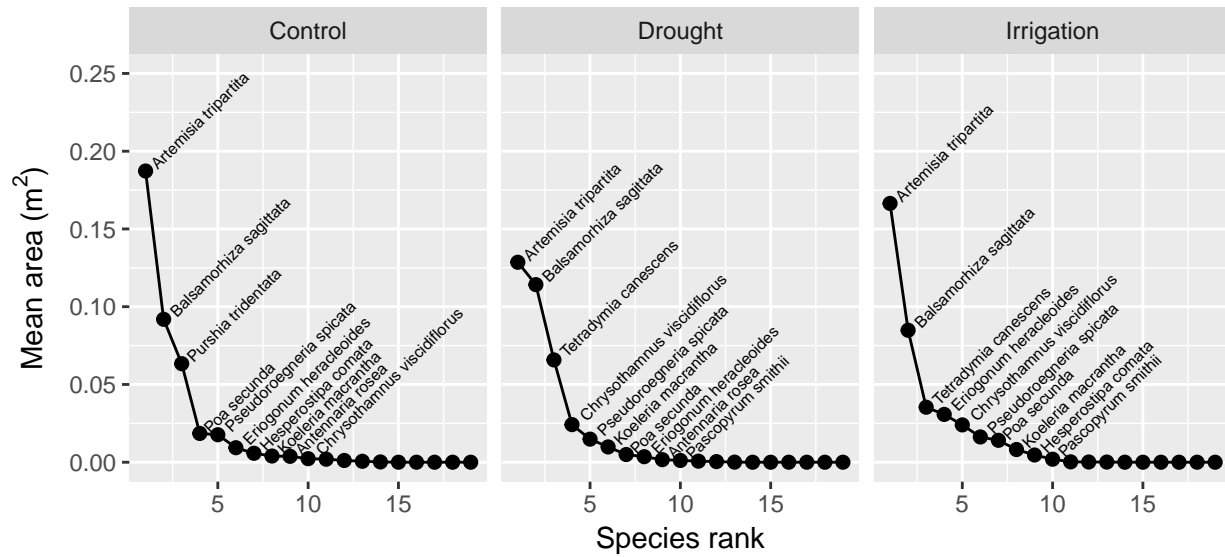 Control
Drought
Irrigation
Mean area (m²)
0.25
0.20
0.15
0.10
0.05
0.00
Artemisia tripartita
Balsamorhiza sagittata
Purshia tridentata
Poa secunda
Pseudoroegneria spicata
Eriogonum heracleoides
Hesperostipa comata
Koeleria macrantha
Antennaria rosea
Chrysothamnus viscidiflorus
Artemisia tripartita
Balsamorhiza sagittata
Tetradymia canescens
Chrysothamnus viscidiflorus
Pseudoroegneria spicata
Koeleria macrantha
Poa secunda
Eriogonum heracleoides
Antennaria rosea
Pascopyrum smithii
Artemisia tripartita
Balsamorhiza sagittata
Tetradymia canescens
Eriogonum heracleoides
Chrysothamnus viscidiflorus
Pseudoroegneria spicata
Poa secunda
Koeleria macrantha
Hesperostipa comata
Pascopyrum smithii
5 10 15
5 10 15
5 10 15
Species rank